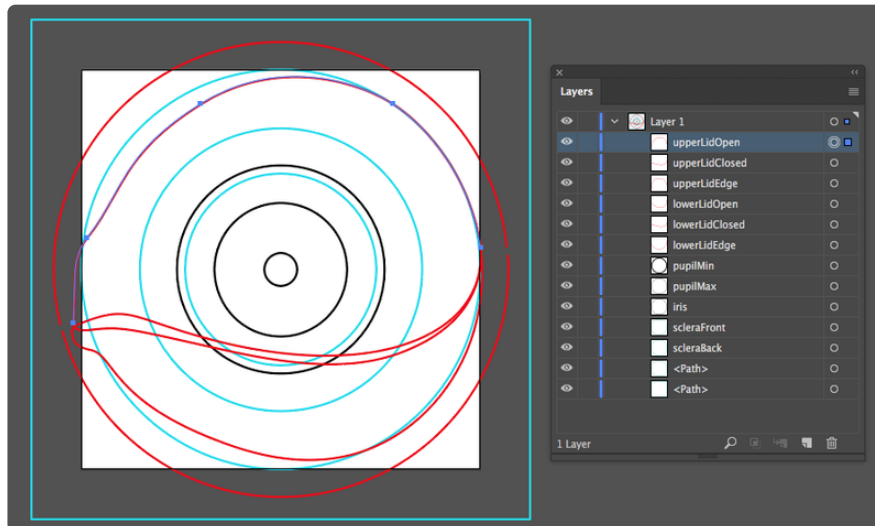 Layers
Layer 1
upperLidOpen
upperLidClosed
upperLidEdge
lowerLidOpen
lowerLidClosed
lowerLidEdge
pupilMin
pupilMax
iris
scleraFront
scleraBack
<Path>
<Path>
1 Layer